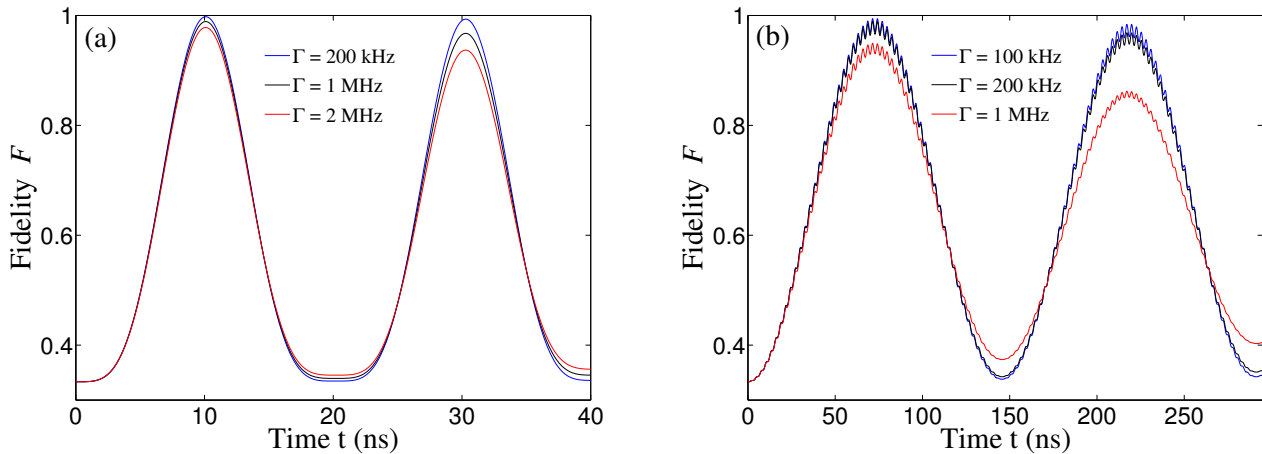 (a)
Γ = 200 kHz
Γ = 1 MHz
Γ = 2 MHz
Fidelity F
1
0.8
0.6
0.4
0 10 20 30 40
Time t (ns)
(b)
Γ = 100 kHz
Γ = 200 kHz
Γ = 1 MHz
Fidelity F
1
0.8
0.6
0.4
0 50 100 150 200 250
Time t (ns)